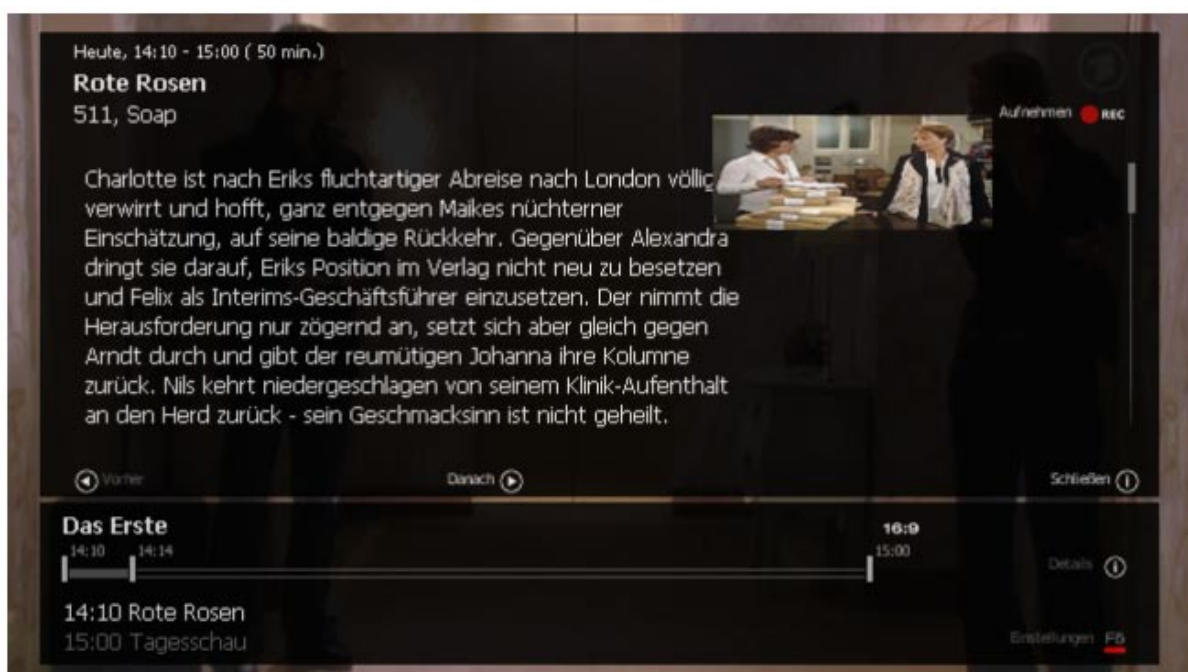 Heute, 14:10 - 15:00 ( 50 min.)
Rote Rosen
511, Soap
Aufnehmen REC
Charlotte ist nach Eriks fluchtartiger Abreise nach London völlig
verwirrt und hofft, ganz entgegen Maikes nüchterner
Einschätzung, auf seine baldige Rückkehr. Gegenüber Alexandra
dringt sie darauf, Eriks Position im Verlag nicht neu zu besetzen
und Felix als Interims-Geschäftsführer einzusetzen. Der nimmt die
Herausforderung nur zögernd an, setzt sich aber gleich gegen
Arndt durch und gibt der reumütigen Johanna ihre Kolumne
zurück. Nils kehrt niedergeschlagen von seinem Klinik-Aufenthalt
an den Herd zurück - sein Geschmacksinn ist nicht geheilt.
Vorher Danach Schließen
Das Erste 16:9
14:10 14:14 15:00
Details
14:10 Rote Rosen
15:00 Tagesschau
Einstellungen F6